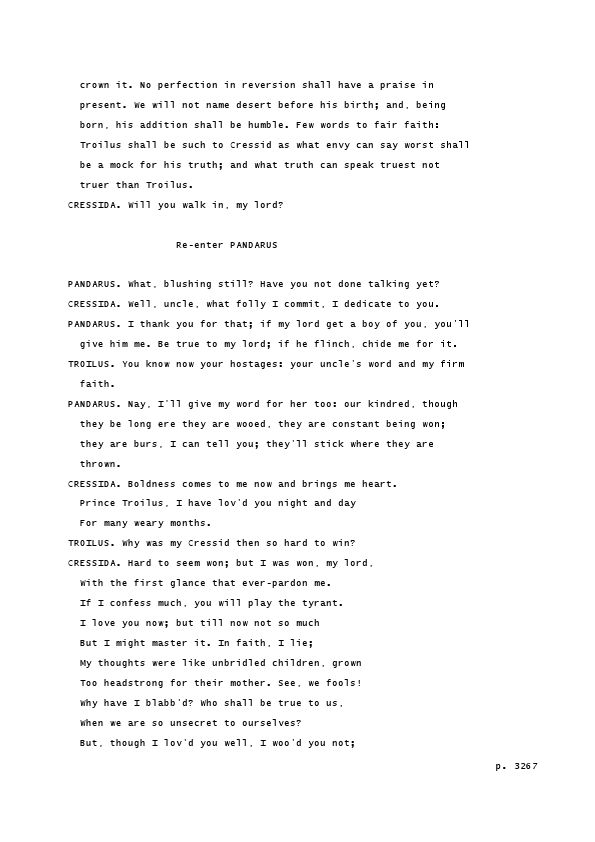 crown it. No perfection in reversion shall have a praise in
present. We will not name desert before his birth; and, being
born, his addition shall be humble. Few words to fair faith:
Troilus shall be such to Cressid as what envy can say worst shall
be a mock for his truth; and what truth can speak truest not
truer than Troilus.
CRESSIDA. Will you walk in, my lord?
Re-enter PANDARUS
PANDARUS. What, blushing still? Have you not done talking yet?
CRESSIDA. Well, uncle, what folly I commit, I dedicate to you.
PANDARUS. I thank you for that; if my lord get a boy of you, you'll
give him me. Be true to my lord; if he flinch, chide me for it.
TROILUS. You know now your hostages: your uncle's word and my firm
faith.
PANDARUS. Nay, I'll give my word for her too: our kindred, though
they be long ere they are wooed, they are constant being won;
they are burs, I can tell you; they'll stick where they are
thrown.
CRESSIDA. Boldness comes to me now and brings me heart.
Prince Troilus, I have lov'd you night and day
For many weary months.
TROILUS. Why was my Cressid then so hard to win?
CRESSIDA. Hard to seem won; but I was won, my lord,
With the first glance that ever-pardon me.
If I confess much, you will play the tyrant.
I love you now; but till now not so much
But I might master it. In faith, I lie;
My thoughts were like unbridled children, grown
Too headstrong for their mother. See, we fools!
Why have I blabb'd? Who shall be true to us,
When we are so unsecret to ourselves?
But, though I lov'd you well, I woo'd you not;
p. 3267